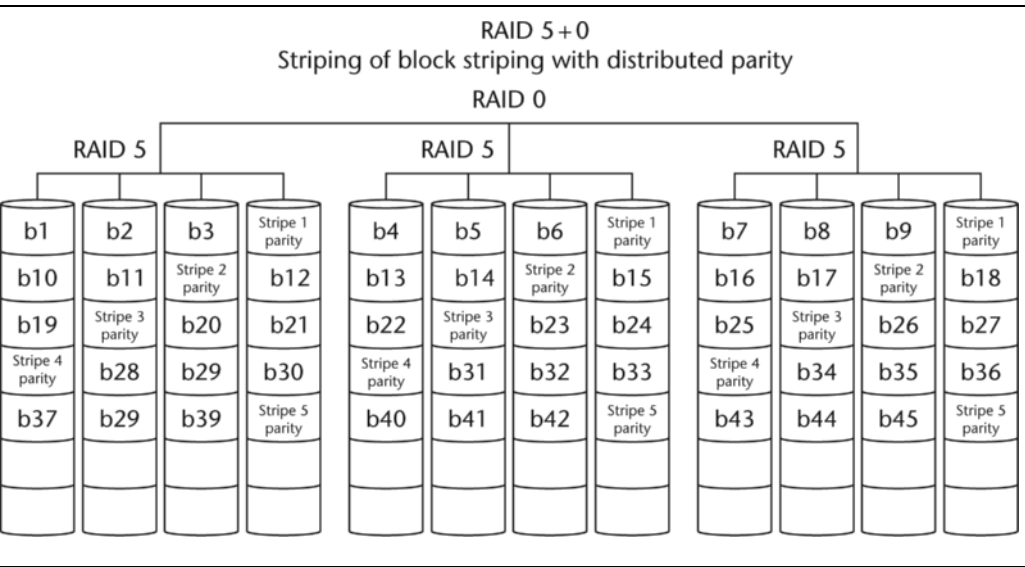 RAID 5+0
Striping of block striping with distributed parity
RAID 0
RAID 5 RAID 5 RAID 5
b1 b2 b3 Stripe 1 parity b4 b5 b6 Stripe 1 parity b7 b8 b9 Stripe 1 parity
b10 b11 Stripe 2 parity b12 b13 b14 Stripe 2 parity b15 b16 b17 Stripe 2 parity b18
b19 Stripe 3 parity b20 b21 b22 Stripe 3 parity b23 b24 b25 Stripe 3 parity b26 b27
Stripe 4 parity b28 b29 b30 Stripe 4 parity b31 b32 b33 Stripe 4 parity b34 b35 b36
b37 b29 b39 Stripe 5 parity b40 b41 b42 Stripe 5 parity b43 b44 b45 Stripe 5 parity